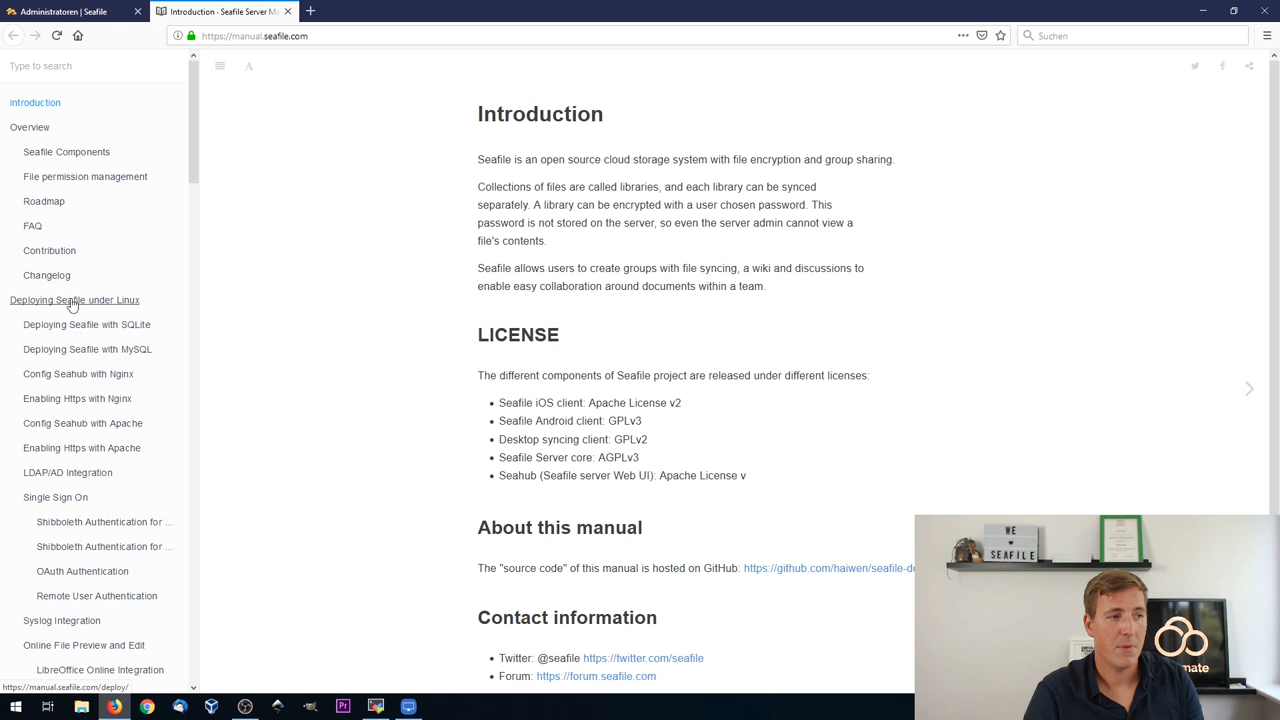 Administratoren | Seafile
Introduction · Seafile Server Ma
https://manual.seafile.com
Suchen
Type to search
A
Introduction
Overview
Seafile Components
File permission management
Roadmap
FAQ
Contribution
Changelog
Deploying Seafile under Linux
Deploying Seafile with SQLite
Deploying Seafile with MySQL
Config Seahub with Nginx
Enabling Https with Nginx
Config Seahub with Apache
Enabling Https with Apache
LDAP/AD Integration
Single Sign On
Shibboleth Authentication for ...
Shibboleth Authentication for ...
OAuth Authentication
Remote User Authentication
Syslog Integration
Online File Preview and Edit
LibreOffice Online Integration
https://manual.seafile.com/deploy/
Introduction
Seafile is an open source cloud storage system with file encryption and group sharing.
Collections of files are called libraries, and each library can be synced
separately. A library can be encrypted with a user chosen password. This
password is not stored on the server, so even the server admin cannot view a
file's contents.
Seafile allows users to create groups with file syncing, a wiki and discussions to
enable easy collaboration around documents within a team.
LICENSE
The different components of Seafile project are released under different licenses:
• Seafile iOS client: Apache License v2
• Seafile Android client: GPLv3
• Desktop syncing client: GPLv2
• Seafile Server core: AGPLv3
• Seahub (Seafile server Web UI): Apache License v
About this manual
The "source code" of this manual is hosted on GitHub: https://github.com/haiwen/seafile-do
Contact information
• Twitter: @seafile https://twitter.com/seafile
• Forum: https://forum.seafile.com
WE
♥
SEAFILE
mate
Pr